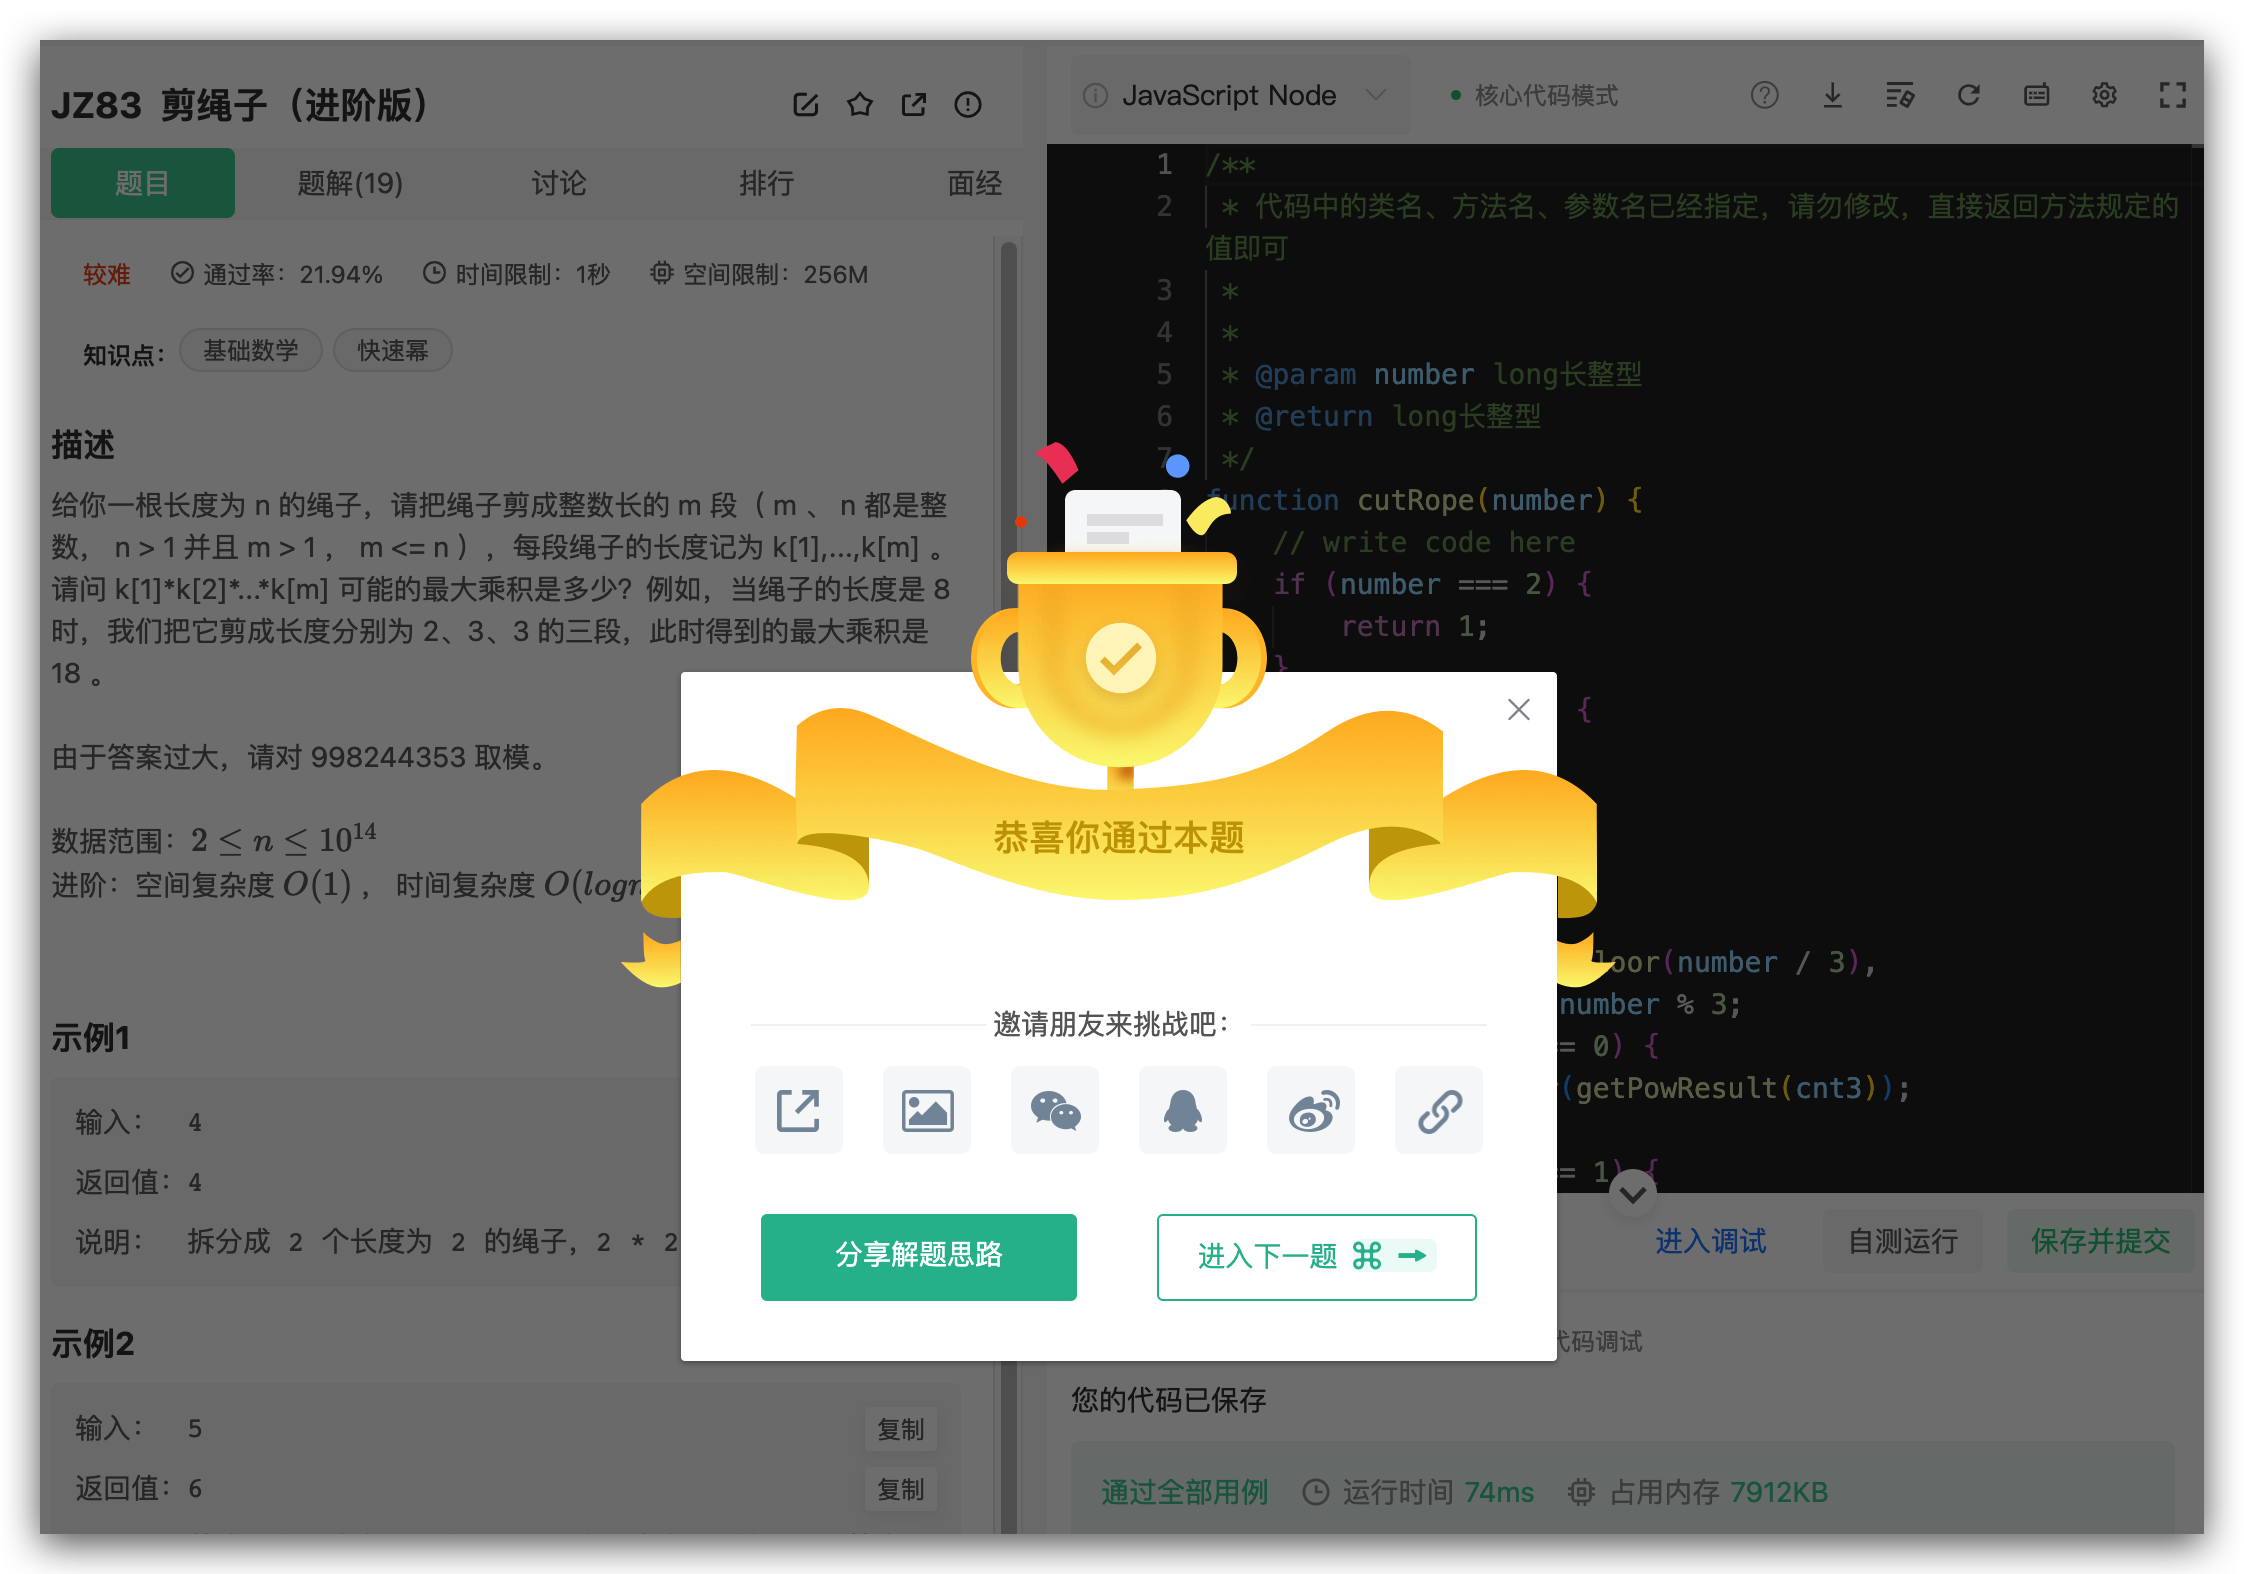 JZ83 剪绳子（进阶版）
题目 题解(19) 讨论 排行 面经
较难 通过率：21.94% 时间限制：1秒 空间限制：256M
知识点： 基础数学 快速幂
描述
给你一根长度为 n 的绳子，请把绳子剪成整数长的 m 段（ m 、 n 都是整
数， n > 1 并且 m > 1 ， m <= n ），每段绳子的长度记为 k[1],...,k[m] 。
请问 k[1]*k[2]*...*k[m] 可能的最大乘积是多少？例如，当绳子的长度是 8
时，我们把它剪成长度分别为 2、3、3 的三段，此时得到的最大乘积是
18 。
由于答案过大，请对 998244353 取模。
数据范围：2 ≤ n ≤ 10^14
进阶：空间复杂度 O(1) ， 时间复杂度 O(logn
示例1
输入： 4
返回值： 4
说明： 拆分成 2 个长度为 2 的绳子，2 * 2
示例2
输入： 5 复制
返回值： 6 复制
JavaScript Node 核心代码模式
1 /**
2 * 代码中的类名、方法名、参数名已经指定，请勿修改，直接返回方法规定的
值即可
3 *
4 *
5 * @param number long长整型
6 * @return long长整型
7 */
function cutRope(number) {
// write code here
if (number === 2) {
return 1;
}
{
loor(number / 3),
number % 3;
= 0) {
(getPowResult(cnt3));
= 1) {
恭喜你通过本题
邀请朋友来挑战吧：
分享解题思路 进入下一题 ⌘ →
进入调试 自测运行 保存并提交
代码调试
您的代码已保存
通过全部用例 运行时间 74ms 占用内存 7912KB